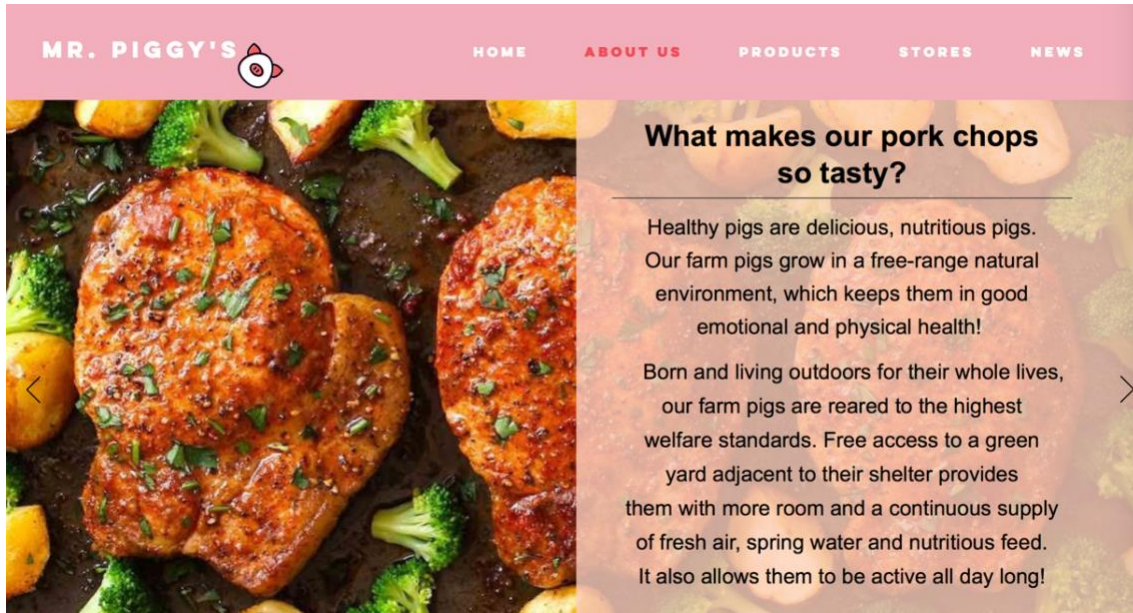 MR. PIGGY'S
HOME
ABOUT US
PRODUCTS
STORES
NEWS
What makes our pork chops
so tasty?
Healthy pigs are delicious, nutritious pigs.
Our farm pigs grow in a free-range natural
environment, which keeps them in good
emotional and physical health!
Born and living outdoors for their whole lives,
our farm pigs are reared to the highest
welfare standards. Free access to a green
yard adjacent to their shelter provides
them with more room and a continuous supply
of fresh air, spring water and nutritious feed.
It also allows them to be active all day long!